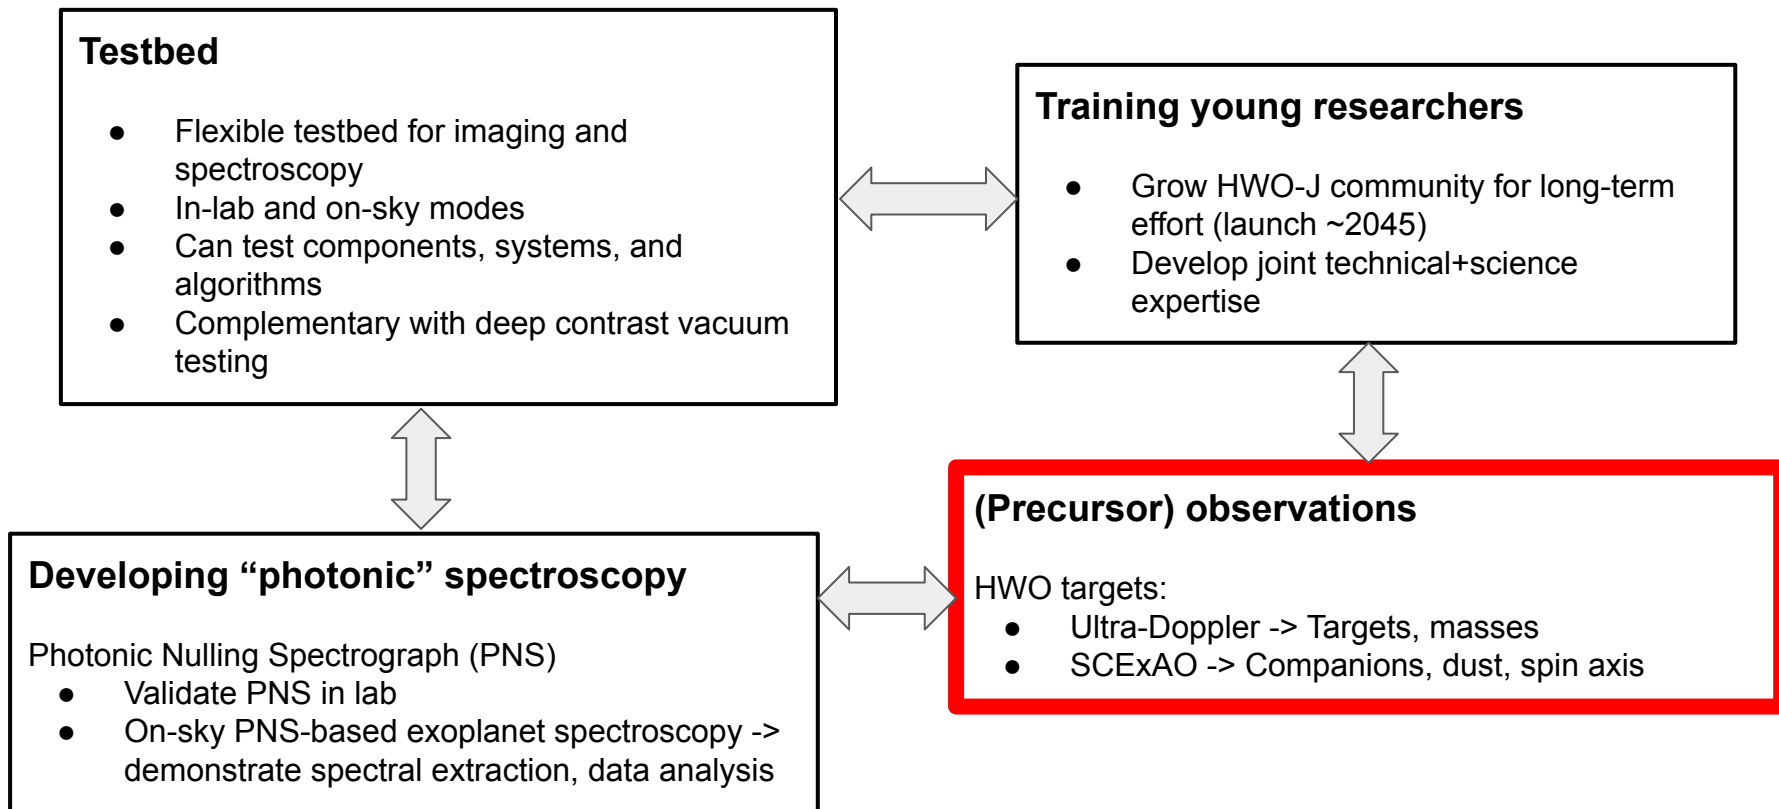 Testbed
● Flexible testbed for imaging and
spectroscopy
● In-lab and on-sky modes
● Can test components, systems, and
algorithms
● Complementary with deep contrast vacuum
testing
Training young researchers
● Grow HWO-J community for long-term
effort (launch ~2045)
● Develop joint technical+science
expertise
Developing “photonic” spectroscopy
Photonic Nulling Spectrograph (PNS)
● Validate PNS in lab
● On-sky PNS-based exoplanet spectroscopy ->
demonstrate spectral extraction, data analysis
(Precursor) observations
HWO targets:
● Ultra-Doppler -> Targets, masses
● SCExAO -> Companions, dust, spin axis